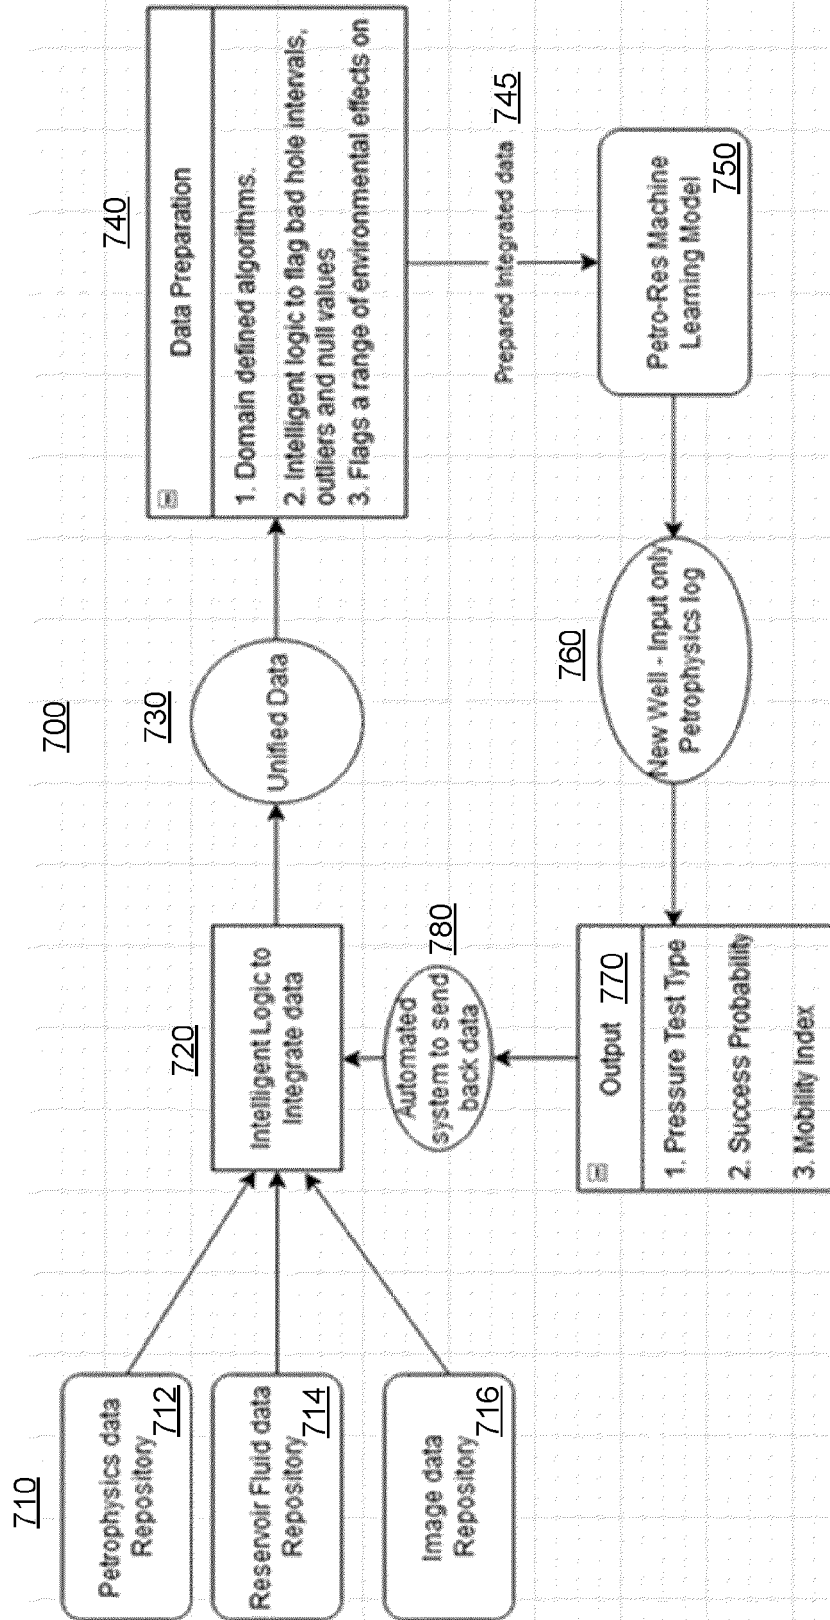 700
710
Petrophysics data
Repository
712
Reservoir Fluid data
Repository
714
Image data
Repository
716
720
Intelligent Logic to
Integrate data
730
Unified Data
740
Data Preparation
1. Domain defined algorithms.
2. Intelligent logic to flag bad hole intervals,
outliers and null values
3. Flags a range of environmental effects on
Prepared Integrated data
745
Petro-Res Machine
Learning Model
750
760
New Well - Input only
Petrophysics log
Output
770
1. Pressure Test Type
2. Success Probability
3. Mobility Index
780
Automated
system to send
back data